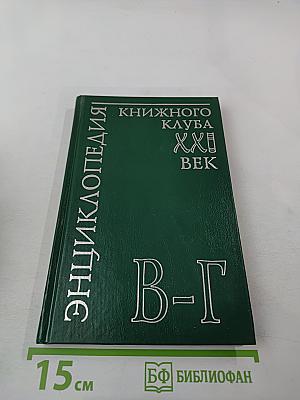 ЭНЦИКЛОПЕДИЯ
КНИЖНОГО
КЛУБА
XXI
ВЕК
В-Г
15 см
БФ БИБЛИОФАН